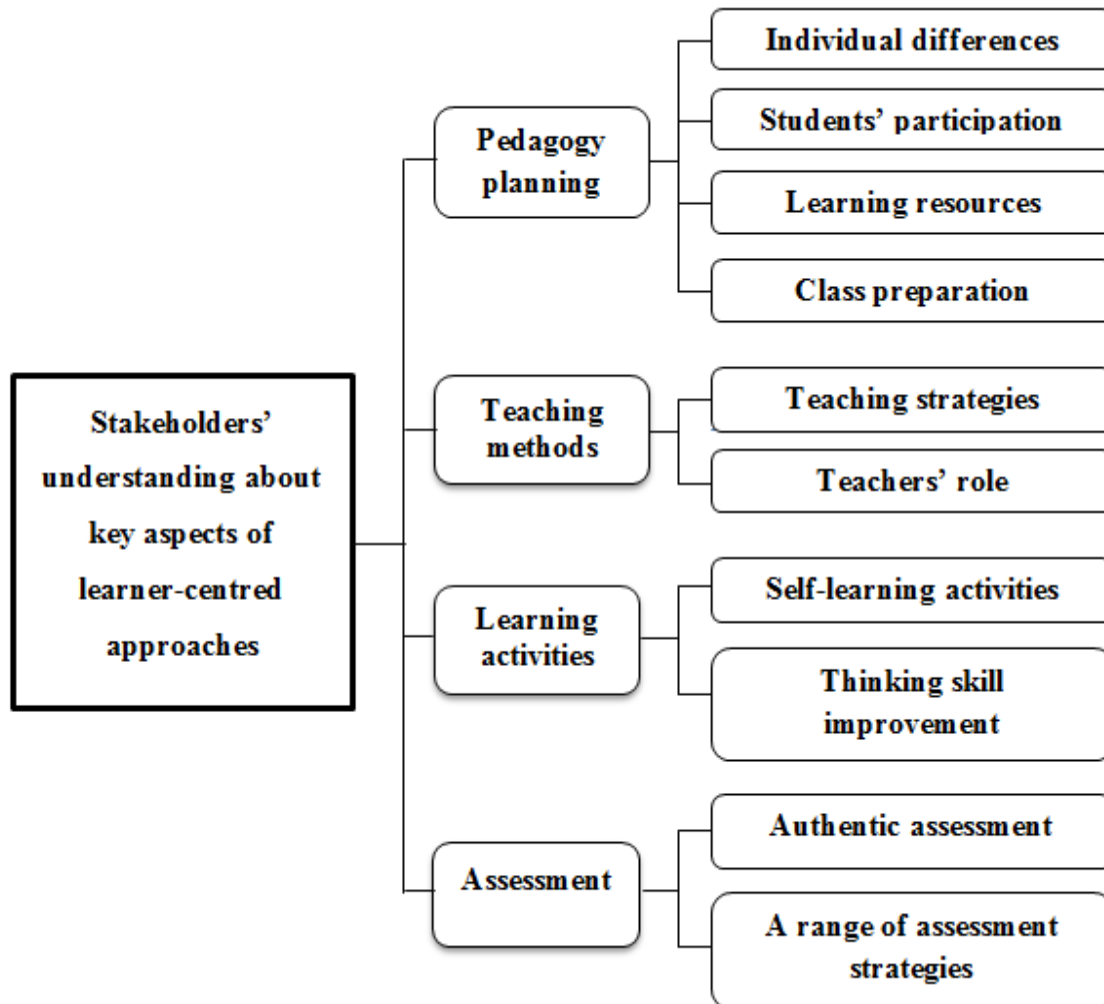 Stakeholders’
understanding about
key aspects of
learner-centred
approaches
Pedagogy
planning
Individual differences
Students’ participation
Learning resources
Class preparation
Teaching
methods
Teaching strategies
Teachers’ role
Learning
activities
Self-learning activities
Thinking skill
improvement
Assessment
Authentic assessment
A range of assessment
strategies